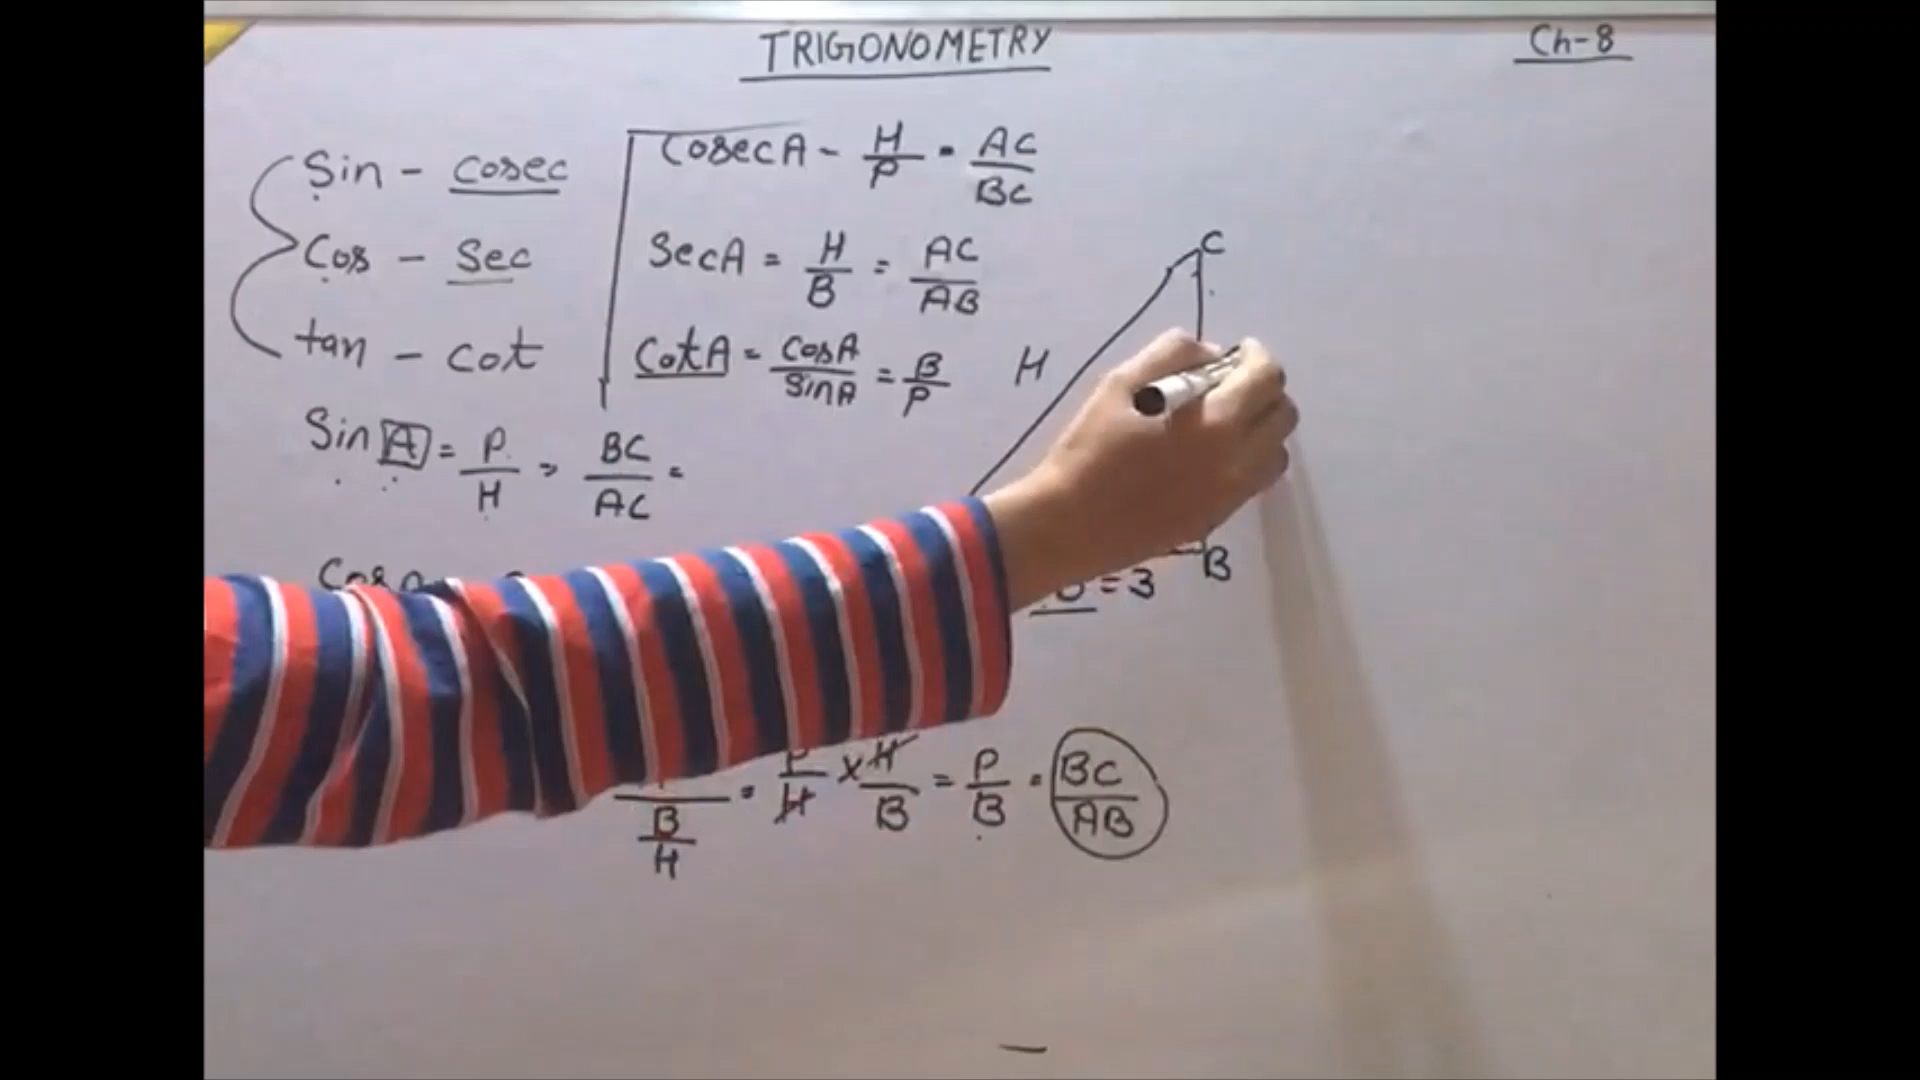 TRIGONOMETRY
Ch-8
Sin - cosec
Cos - Sec
tan - cot
CosecA - H/P = AC/BC
SecA = H/B = AC/AB
CotA = CosA/SinA = B/P
Sin A = P/H = BC/AC =
C
H
B
= 3
B/H = P/H x H/B = P/B = BC/AB